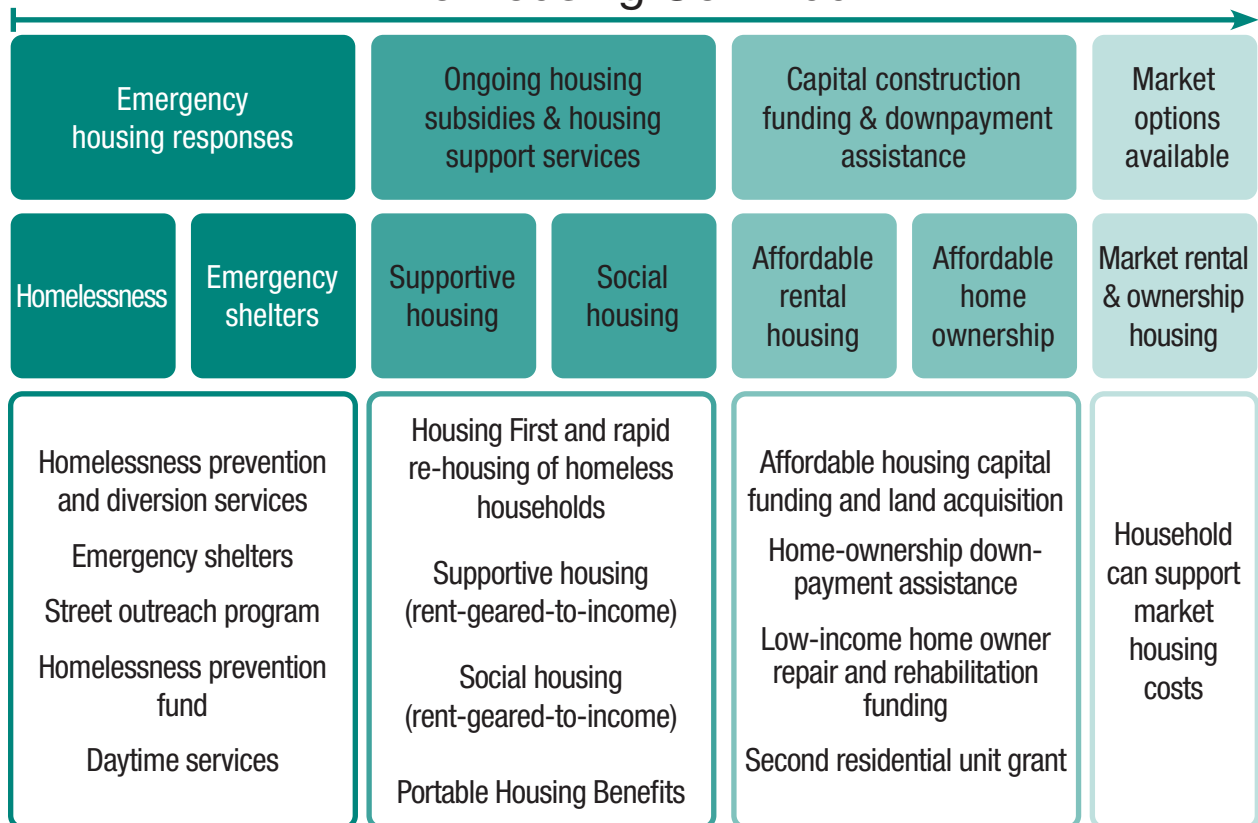 Emergency
housing responses
Ongoing housing
subsidies & housing
support services
Capital construction
funding & downpayment
assistance
Market
options
available
Homelessness
Emergency
shelters
Supportive
housing
Social
housing
Affordable
rental
housing
Affordable
home
ownership
Market rental
& ownership
housing
Homelessness prevention
and diversion services
Emergency shelters
Street outreach program
Homelessness prevention
fund
Daytime services
Housing First and rapid
re-housing of homeless
households
Supportive housing
(rent-geared-to-income)
Social housing
(rent-geared-to-income)
Portable Housing Benefits
Affordable housing capital
funding and land acquisition
Home-ownership down-
payment assistance
Low-income home owner
repair and rehabilitation
funding
Second residential unit grant
Household
can support
market
housing
costs